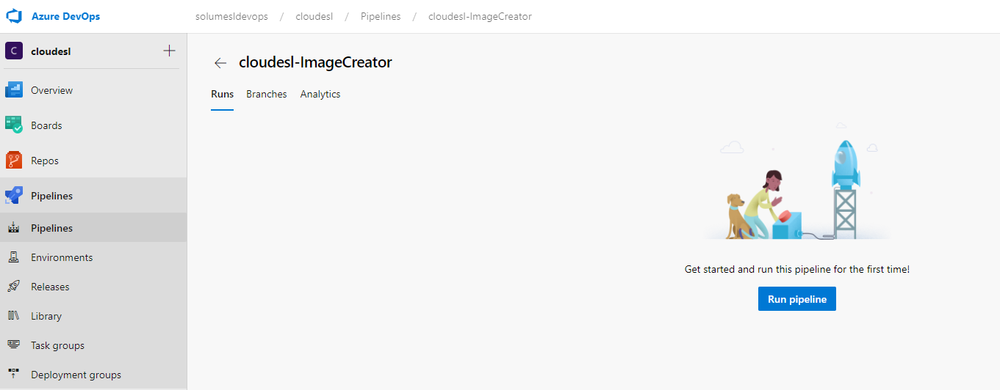 Azure DevOps
solumesldevops / cloudesl / Pipelines / cloudesl-ImageCreator
C cloudesl
cloudesl-ImageCreator
Runs Branches Analytics
Overview
Boards
Repos
Pipelines
Pipelines
Environments
Releases
Library
Task groups
Deployment groups
Get started and run this pipeline for the first time!
Run pipeline